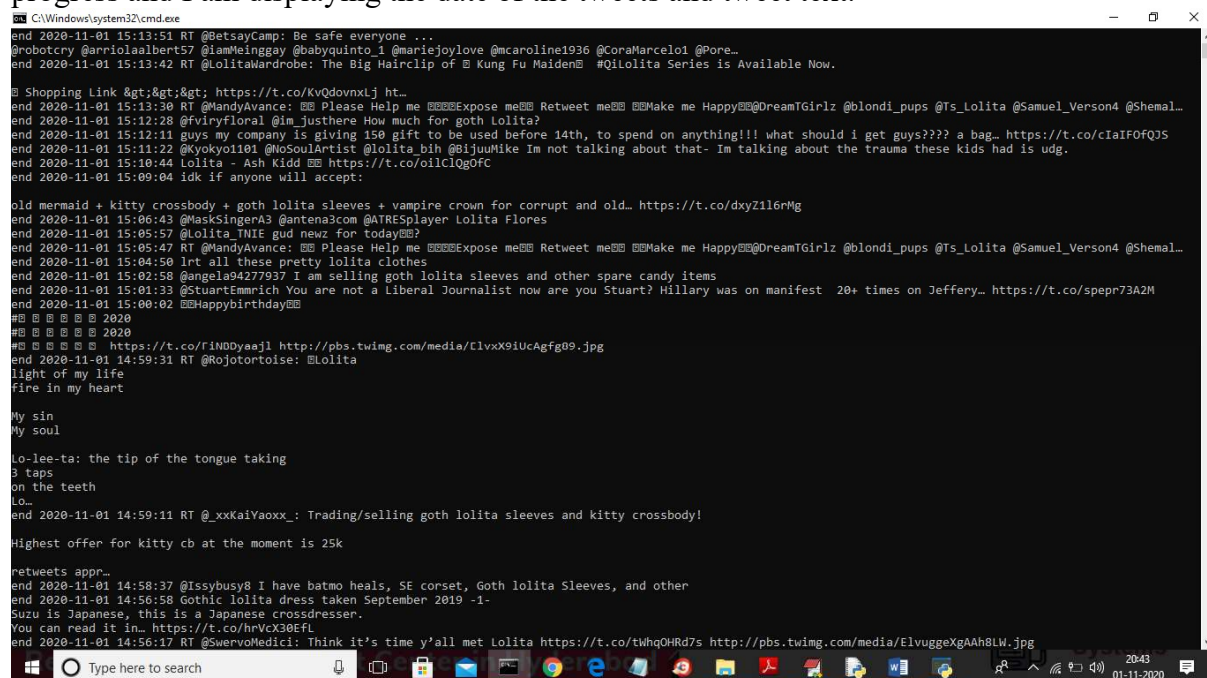 progress and I am displaying the date of the tweets and tweet text.
C:\Windows\system32\cmd.exe
end 2020-11-01 15:13:51 RT @BetsayCamp: Be safe everyone ...
@robotcry @arriolaalbert57 @iamMeinggay @babyquinto_1 @mariejoylove @mcaroline1936 @CoraMarcelo1 @Pore…
end 2020-11-01 15:13:42 RT @LolitaWardrobe: The Big Hairclip of Kung Fu Maiden #QiLolita Series is Available Now.
Shopping Link &gt;&gt;&gt; https://t.co/KvQdovnxLj ht…
end 2020-11-01 15:13:30 RT @MandyAvance: Please Help me Expose me Retweet me Make me Happy @DreamTGirlz @blondi_pups @Ts_Lolita @Samuel_Verson4 @Shemal…
end 2020-11-01 15:12:28 @fviryfloral @im_justhere How much for goth Lolita?
end 2020-11-01 15:12:11 guys my company is giving 150 gift to be used before 14th, to spend on anything!!! what should i get guys???? a bag… https://t.co/cIaIFOfQJS
end 2020-11-01 15:11:22 @Kyokyo1101 @NoSoulArtist @lolita_bih @BijuuMike Im not talking about that- Im talking about the trauma these kids had is udg.
end 2020-11-01 15:10:44 Lolita - Ash Kidd https://t.co/oilClQgOfC
end 2020-11-01 15:09:04 idk if anyone will accept:
old mermaid + kitty crossbody + goth lolita sleeves + vampire crown for corrupt and old… https://t.co/dxyZ1l6rMg
end 2020-11-01 15:06:43 @MaskSingerA3 @antena3com @ATRESplayer Lolita Flores
end 2020-11-01 15:05:57 @Lolita_TNIE gud newz for today?
end 2020-11-01 15:05:47 RT @MandyAvance: Please Help me Expose me Retweet me Make me Happy @DreamTGirlz @blondi_pups @Ts_Lolita @Samuel_Verson4 @Shemal…
end 2020-11-01 15:04:50 lrt all these pretty lolita clothes
end 2020-11-01 15:02:58 @angela94277937 I am selling goth lolita sleeves and other spare candy items
end 2020-11-01 15:01:33 @StuartEmmrich You are not a Liberal Journalist now are you Stuart? Hillary was on manifest 20+ times on Jeffery… https://t.co/spepr73A2M
end 2020-11-01 15:00:02 Happybirthday
# 2020
# 2020
# https://t.co/FiNBDyaajl http://pbs.twimg.com/media/ElvxX9iUcAgfgB9.jpg
end 2020-11-01 14:59:31 RT @Rojotortoise: Lolita
light of my life
fire in my heart
My sin
My soul
Lo-lee-ta: the tip of the tongue taking
3 taps
on the teeth
Lo…
end 2020-11-01 14:59:11 RT @_xxKaiYaoxx_: Trading/selling goth lolita sleeves and kitty crossbody!
Highest offer for kitty cb at the moment is 25k
retweets appr…
end 2020-11-01 14:58:37 @Issybusy8 I have batmo heals, SE corset, Goth lolita Sleeves, and other
end 2020-11-01 14:56:58 Gothic lolita dress taken September 2019 -1-
Suzu is Japanese, this is a Japanese crossdresser.
You can read it in… https://t.co/hrVcX30EfL
end 2020-11-01 14:56:17 RT @SwervoMedici: Think it's time y'all met Lolita https://t.co/tWhqOHRd7s http://pbs.twimg.com/media/ElvuggeXgAAh8LW.jpg
Type here to search
20:43
01-11-2020